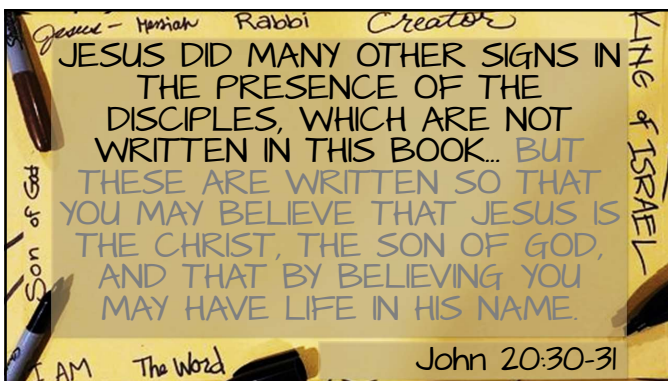 Jesus - Messiah Rabbi Creator
KING of ISRAEL
JESUS DID MANY OTHER SIGNS IN
THE PRESENCE OF THE
DISCIPLES, WHICH ARE NOT
WRITTEN IN THIS BOOK... BUT
THESE ARE WRITTEN SO THAT
YOU MAY BELIEVE THAT JESUS IS
THE CHRIST, THE SON OF GOD,
AND THAT BY BELIEVING YOU
MAY HAVE LIFE IN HIS NAME.
Son of God
I AM The Word
John 20:30-31